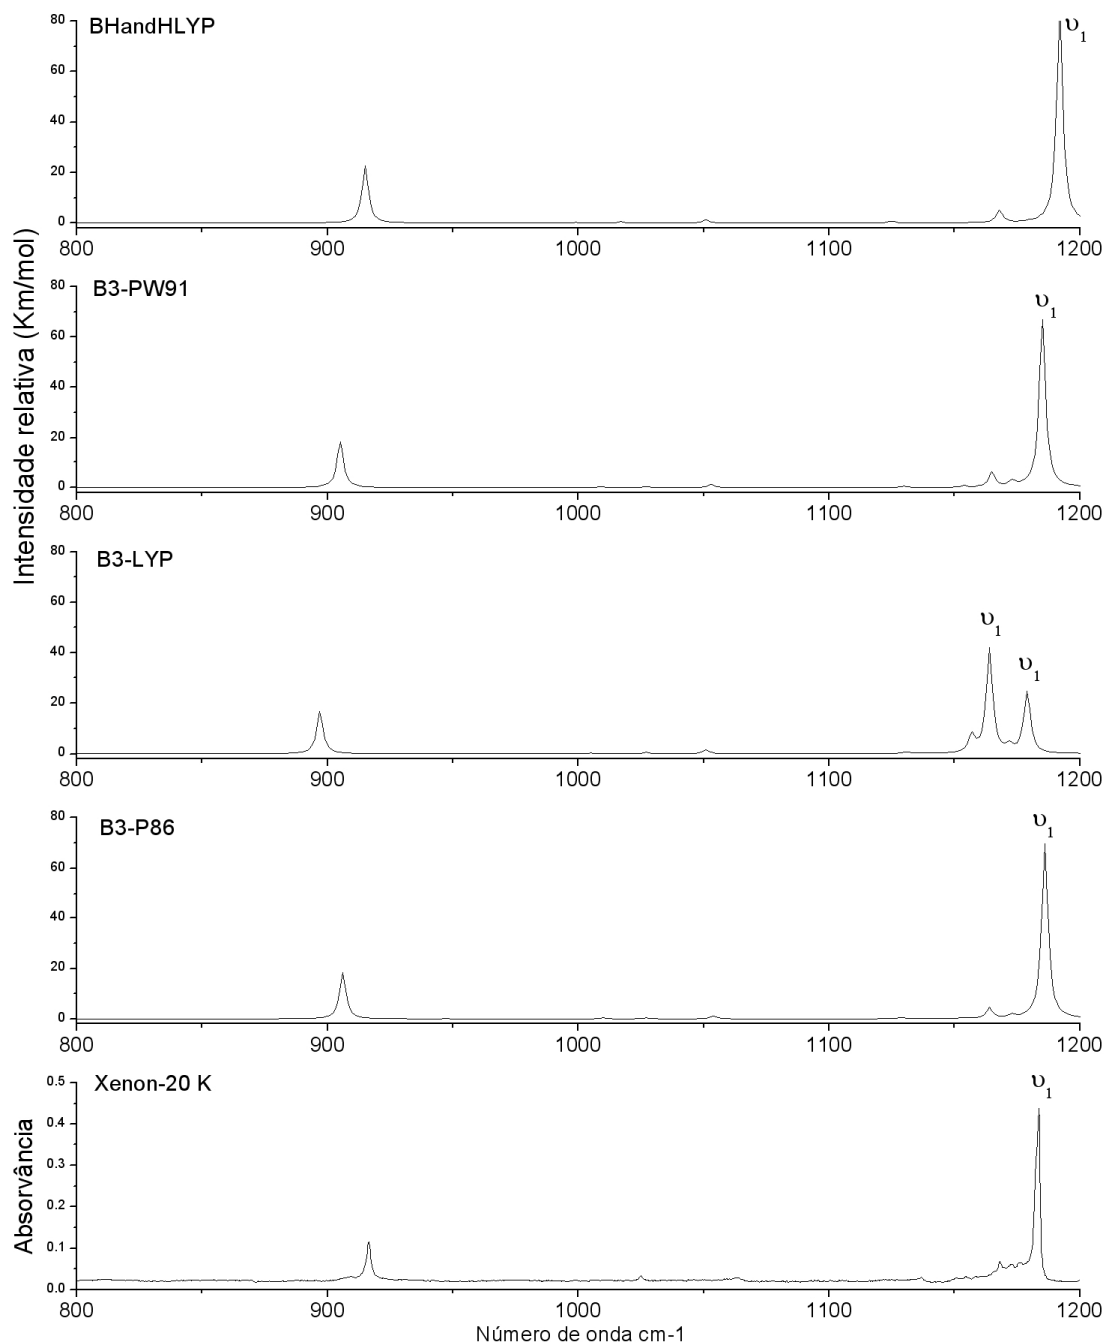 BHandHLYP
υ1
80
60
40
20
0
800 900 1000 1100 1200
B3-PW91
υ1
80
60
40
20
0
800 900 1000 1100 1200
Intensidade relativa (Km/mol)
B3-LYP
υ1
υ1
80
60
40
20
0
800 900 1000 1100 1200
B3-P86
υ1
80
60
40
20
0
800 900 1000 1100 1200
Xenon-20 K
υ1
0.5
0.4
0.3
0.2
0.1
0.0
Absorvância
800 900 1000 1100 1200
Número de onda cm-1